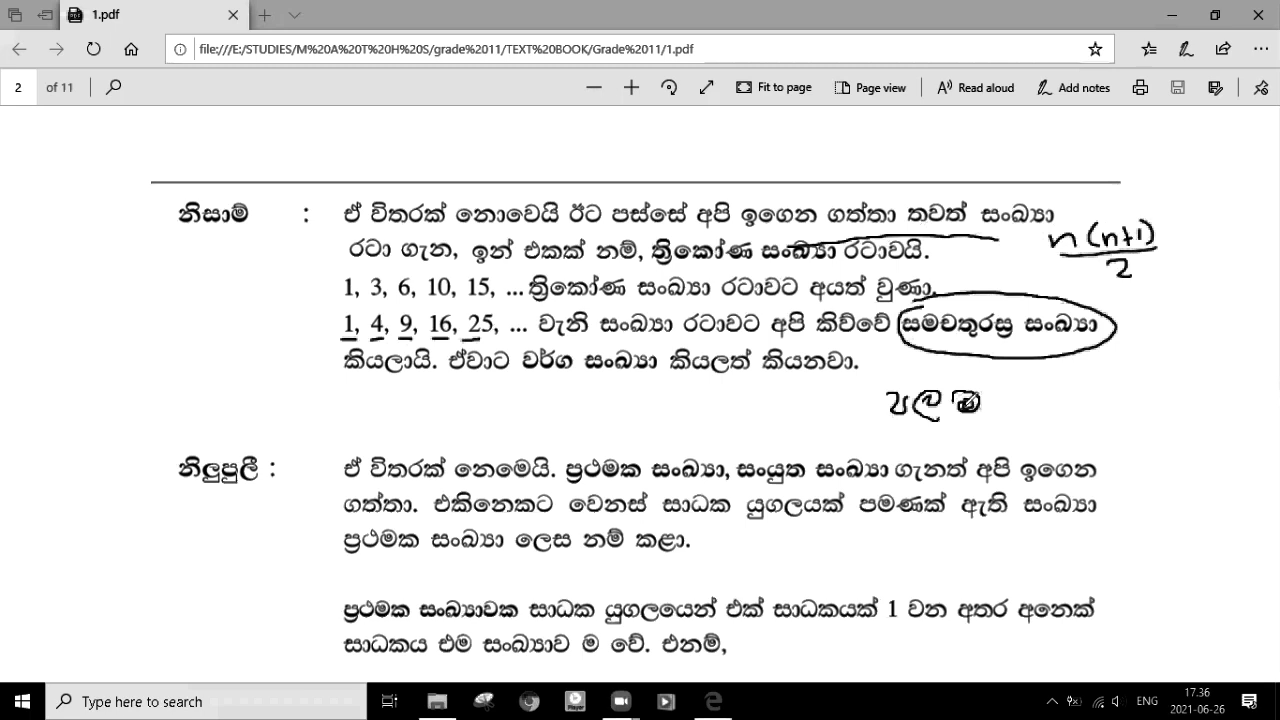 1.pdf
file:///E:/STUDIES/M%20A%20T%20H%20S/grade%2011/TEXT%20BOOK/Grade%2011/1.pdf
2 of 11 Fit to page Page view Read aloud Add notes
නිසාම් : ඒ විතරක් නොවෙයි ඊට පස්සේ අපි ඉගෙන ගත්තා තවත් සංඛ්‍යා
රටා ගැන, ඉන් එකක් නම්, ත්‍රිකෝණ සංඛ්‍යා රටාවයි.
n(n+1)
2
1, 3, 6, 10, 15, ... ත්‍රිකෝණ සංඛ්‍යා රටාවට අයත් වුණා.
1, 4, 9, 16, 25, ... වැනි සංඛ්‍යා රටාවට අපි කිව්වේ සමචතුරස්‍ර සංඛ්‍යා
කියලායි. ඒවාට වර්ග සංඛ්‍යා කියලත් කියනවා.
නිලුපුලී : ඒ විතරක් නෙමෙයි. ප්‍රථමක සංඛ්‍යා, සංයුත සංඛ්‍යා ගැනත් අපි ඉගෙන
ගත්තා. එකිනෙකට වෙනස් සාධක යුගලයක් පමණක් ඇති සංඛ්‍යා
ප්‍රථමක සංඛ්‍යා ලෙස නම් කළා.
ප්‍රථමක සංඛ්‍යාවක සාධක යුගලයෙන් එක් සාධකයක් 1 වන අතර අනෙක්
සාධකය එම සංඛ්‍යාව ම වේ. එනම්,
Type here to search
ENG
17.36
2021-06-26